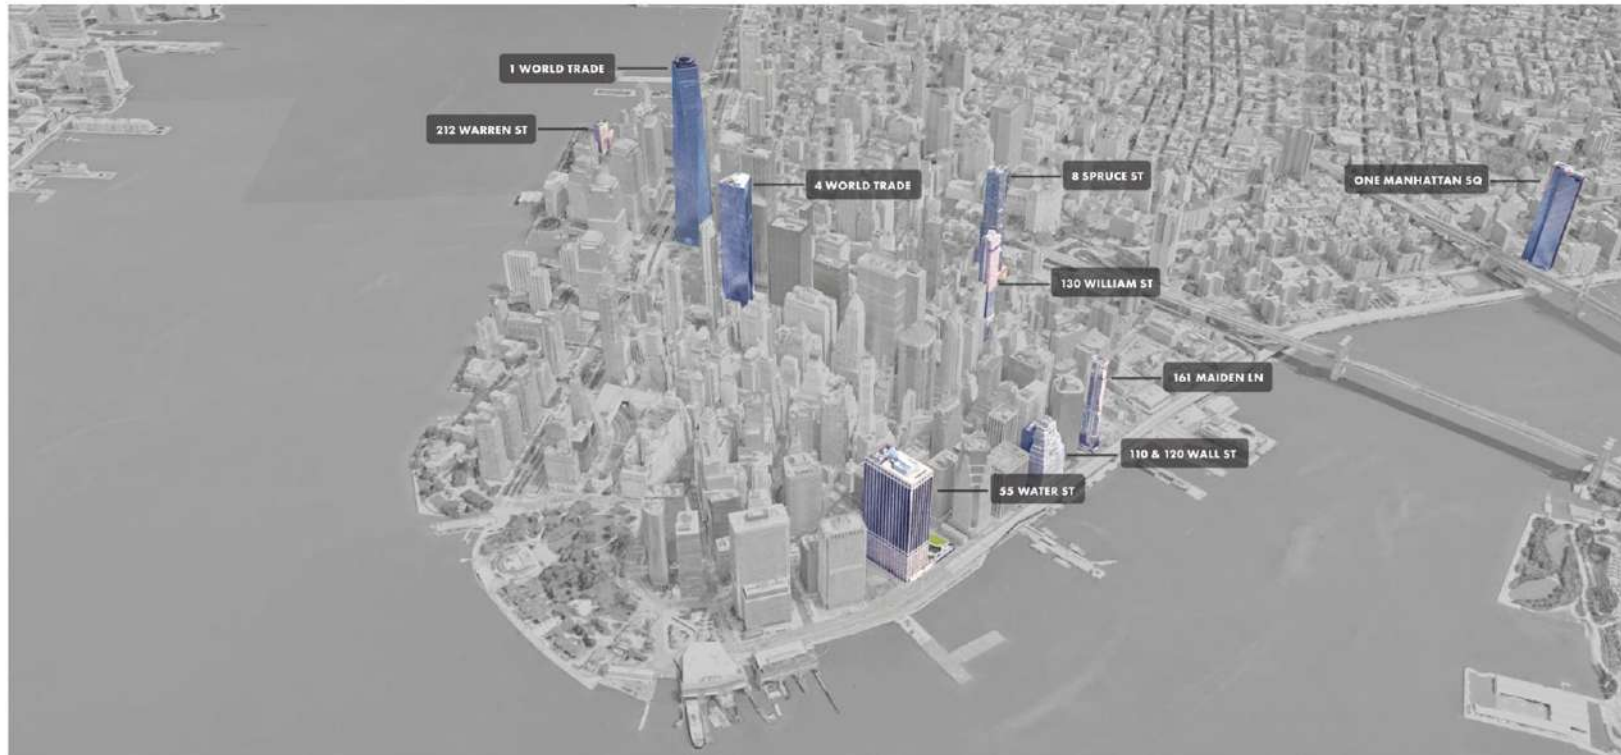 1 WORLD TRADE
212 WARREN ST
4 WORLD TRADE
8 SPRUCE ST
ONE MANHATTAN SQ
130 WILLIAM ST
161 MAIDEN LN
110 & 120 WALL ST
55 WATER ST